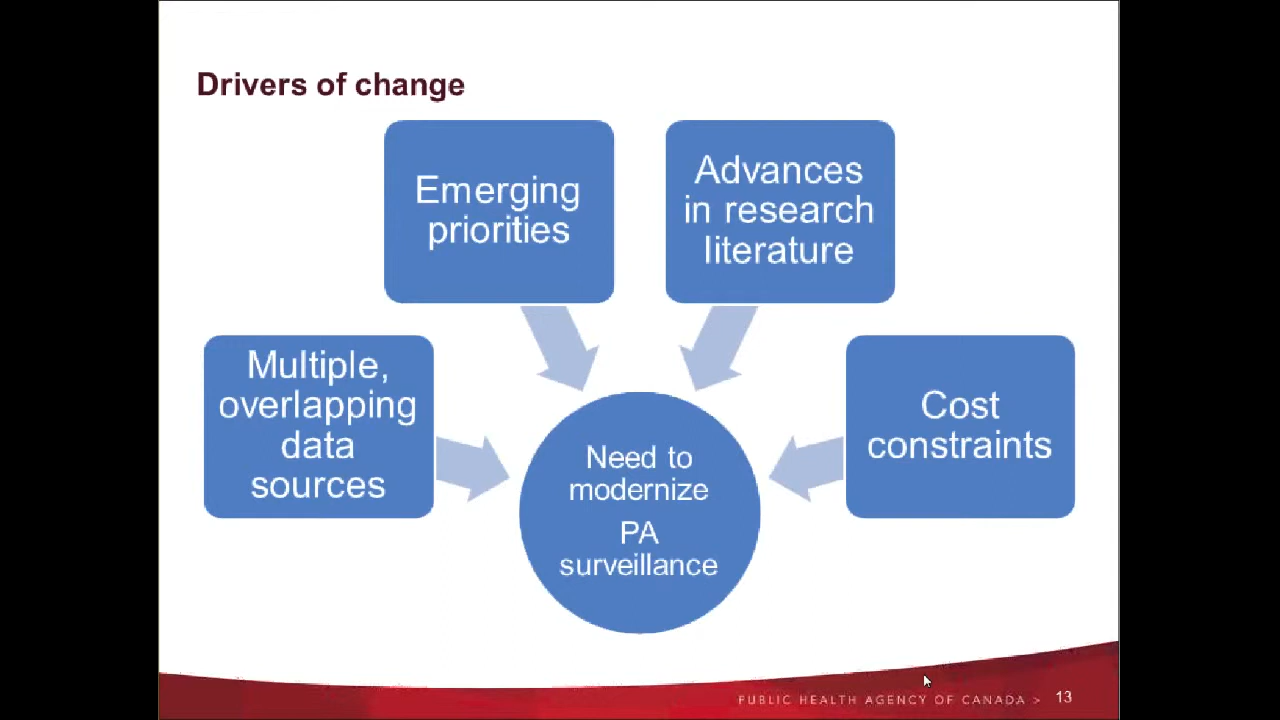 Drivers of change
Emerging
priorities
Advances
in research
literature
Multiple,
overlapping
data
sources
Cost
constraints
Need to
modernize
PA
surveillance
PUBLIC HEALTH AGENCY OF CANADA > 13